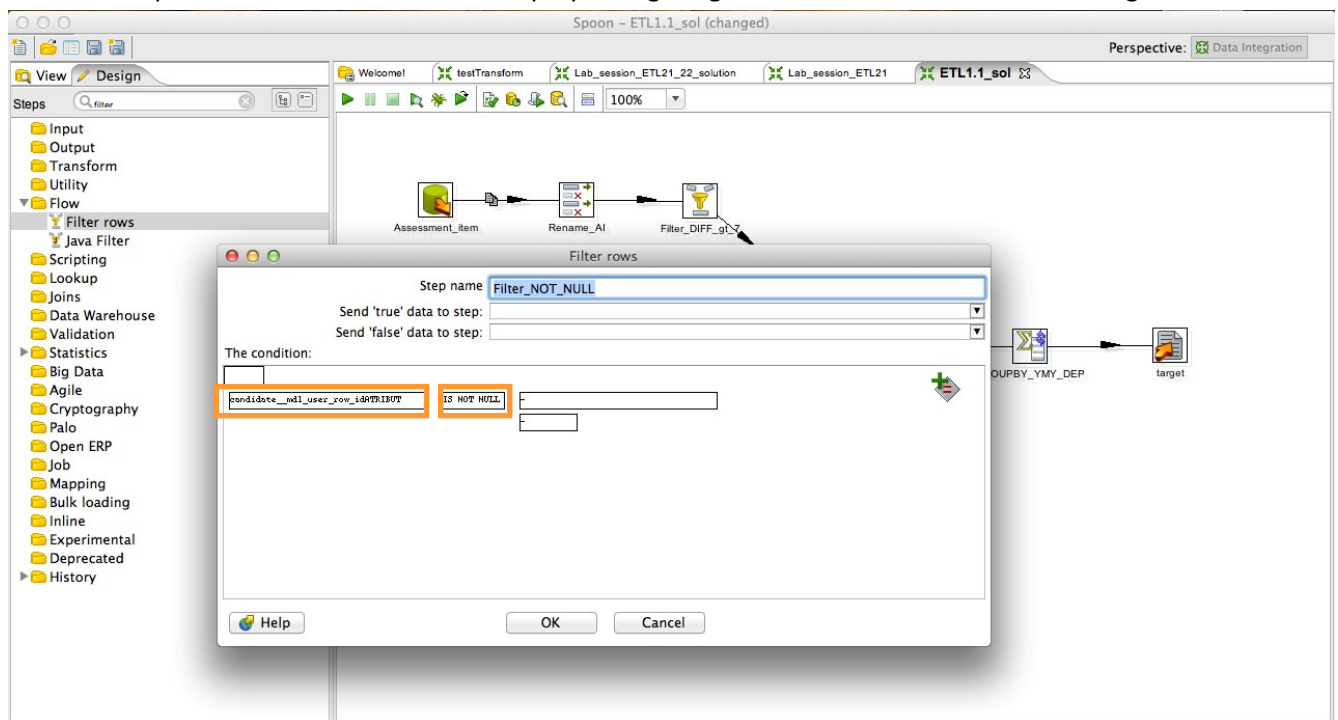 Spoon - ETL1.1_sol (changed)
Perspective: Data Integration
View Design
Welcome! testTransform Lab_session_ETL21_22_solution Lab_session_ETL21 ETL1.1_sol
Steps filter
100%
Input
Output
Transform
Utility
Flow
Filter rows
Java Filter
Scripting
Lookup
Joins
Data Warehouse
Validation
Statistics
Big Data
Agile
Cryptography
Palo
Open ERP
Job
Mapping
Bulk loading
Inline
Experimental
Deprecated
History
Assessment_item Rename_AI Filter_DIFF_gt_7
OUPBY_YMY_DEP target
Filter rows
Step name Filter_NOT_NULL
Send 'true' data to step:
Send 'false' data to step:
The condition:
candidate__mdl_user_row_idATRIBUT IS NOT NULL -
-
Help OK Cancel